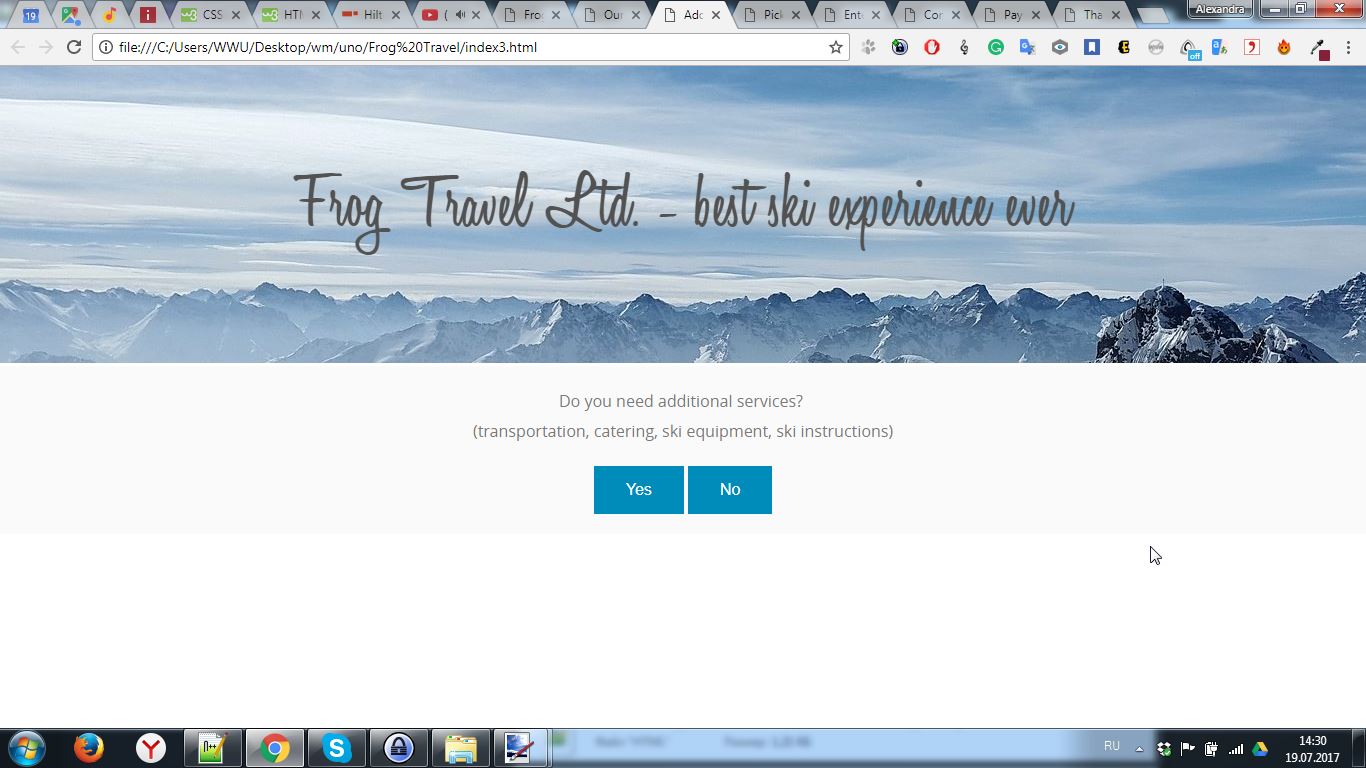 Alexandra
19
CSS
HTM
Hilt
(
Fro
Our
Add
Pick
Ente
Con
Pay
Tha
file:///C:/Users/WWU/Desktop/wm/uno/Frog%20Travel/index3.html
off
Frog Travel Ltd. - best ski experience ever
Do you need additional services?
(transportation, catering, ski equipment, ski instructions)
Yes No
RU
14:30
19.07.2017